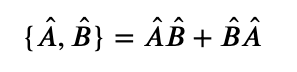 {Â, B̂} = ÂB̂ + B̂Â